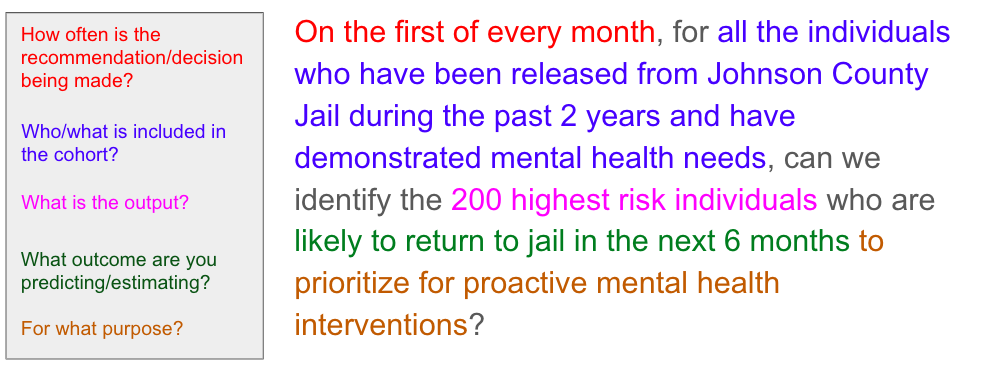 How often is the
recommendation/decision
being made?
Who/what is included in
the cohort?
What is the output?
What outcome are you
predicting/estimating?
For what purpose?
On the first of every month, for all the individuals
who have been released from Johnson County
Jail during the past 2 years and have
demonstrated mental health needs, can we
identify the 200 highest risk individuals who are
likely to return to jail in the next 6 months to
prioritize for proactive mental health
interventions?